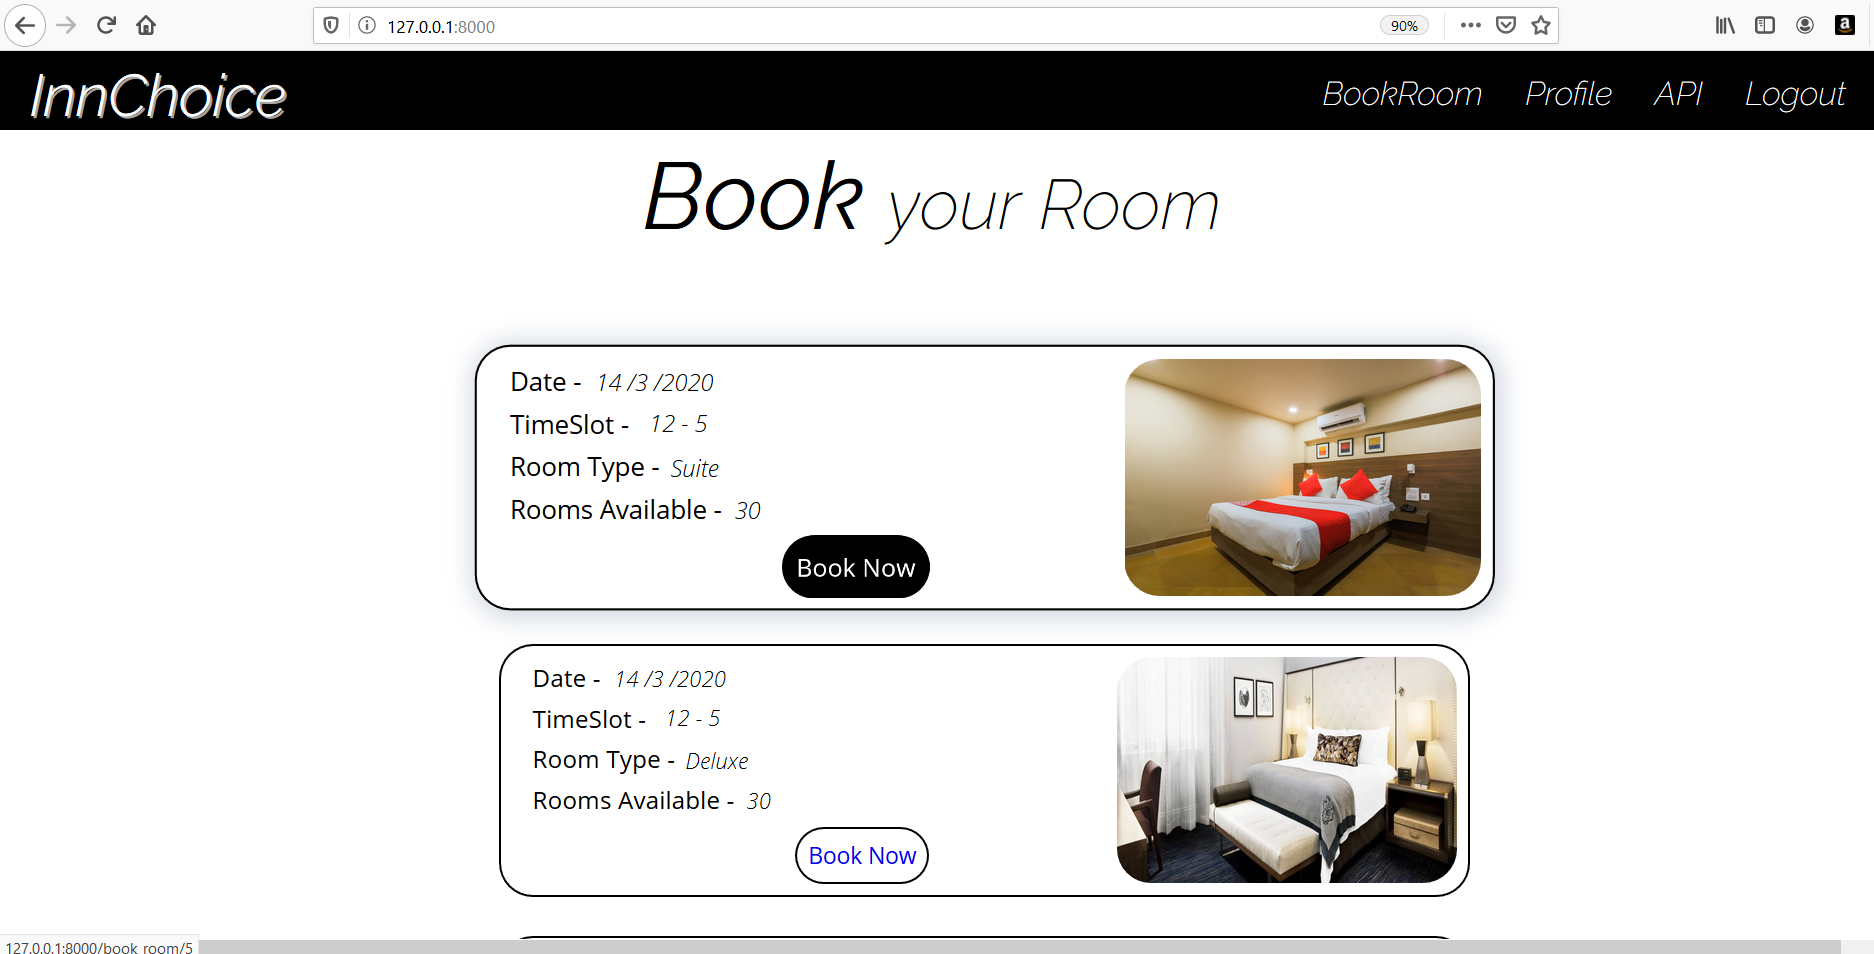 127.0.0.1:8000
90%
InnChoice
BookRoom Profile API Logout
Book your Room
Date - 14 /3 /2020
TimeSlot - 12 - 5
Room Type - Suite
Rooms Available - 30
Book Now
Date - 14 /3 /2020
TimeSlot - 12 - 5
Room Type - Deluxe
Rooms Available - 30
Book Now
127.0.0.1:8000/book_room/5